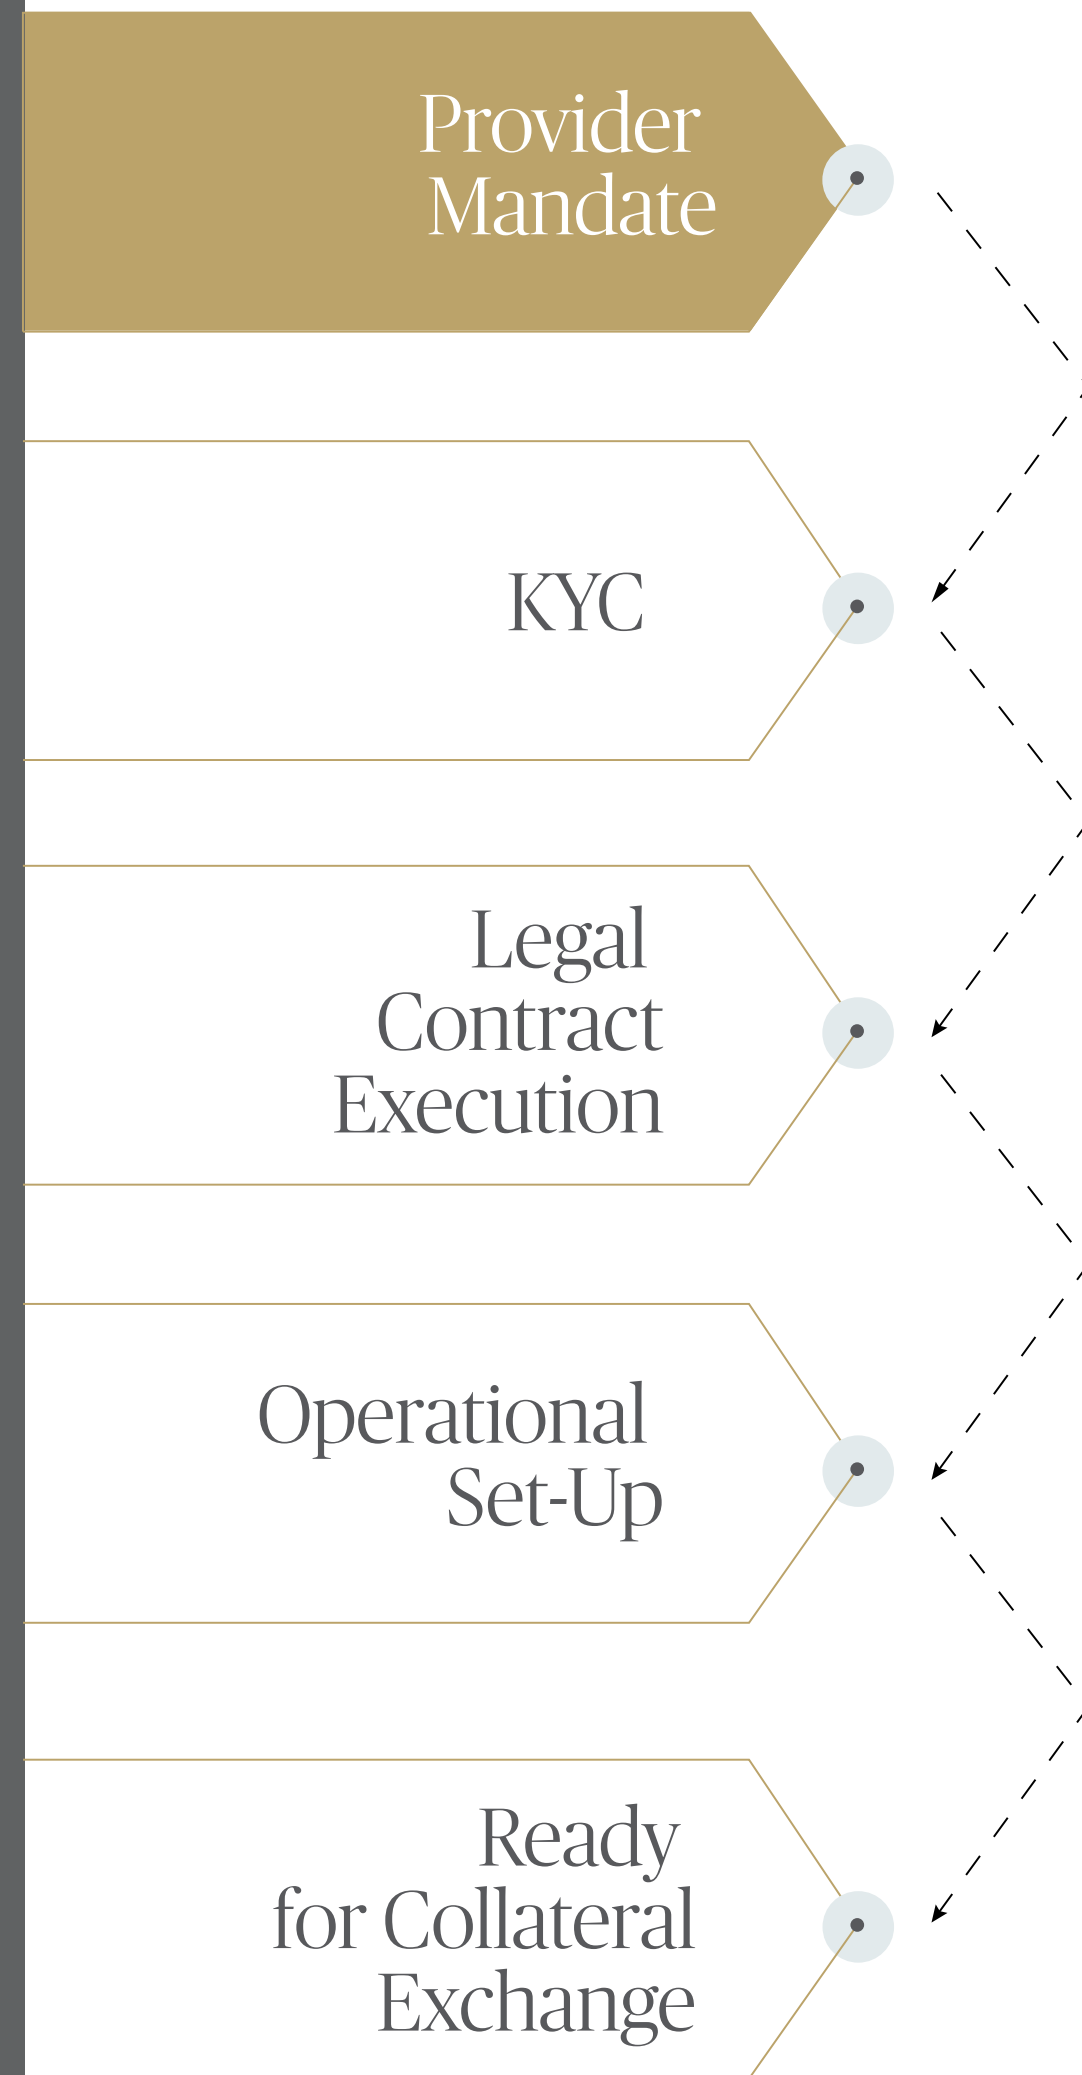 Provider
Mandate
KYC
Legal
Contract
Execution
Operational
Set-Up
Ready
for Collateral
Exchange